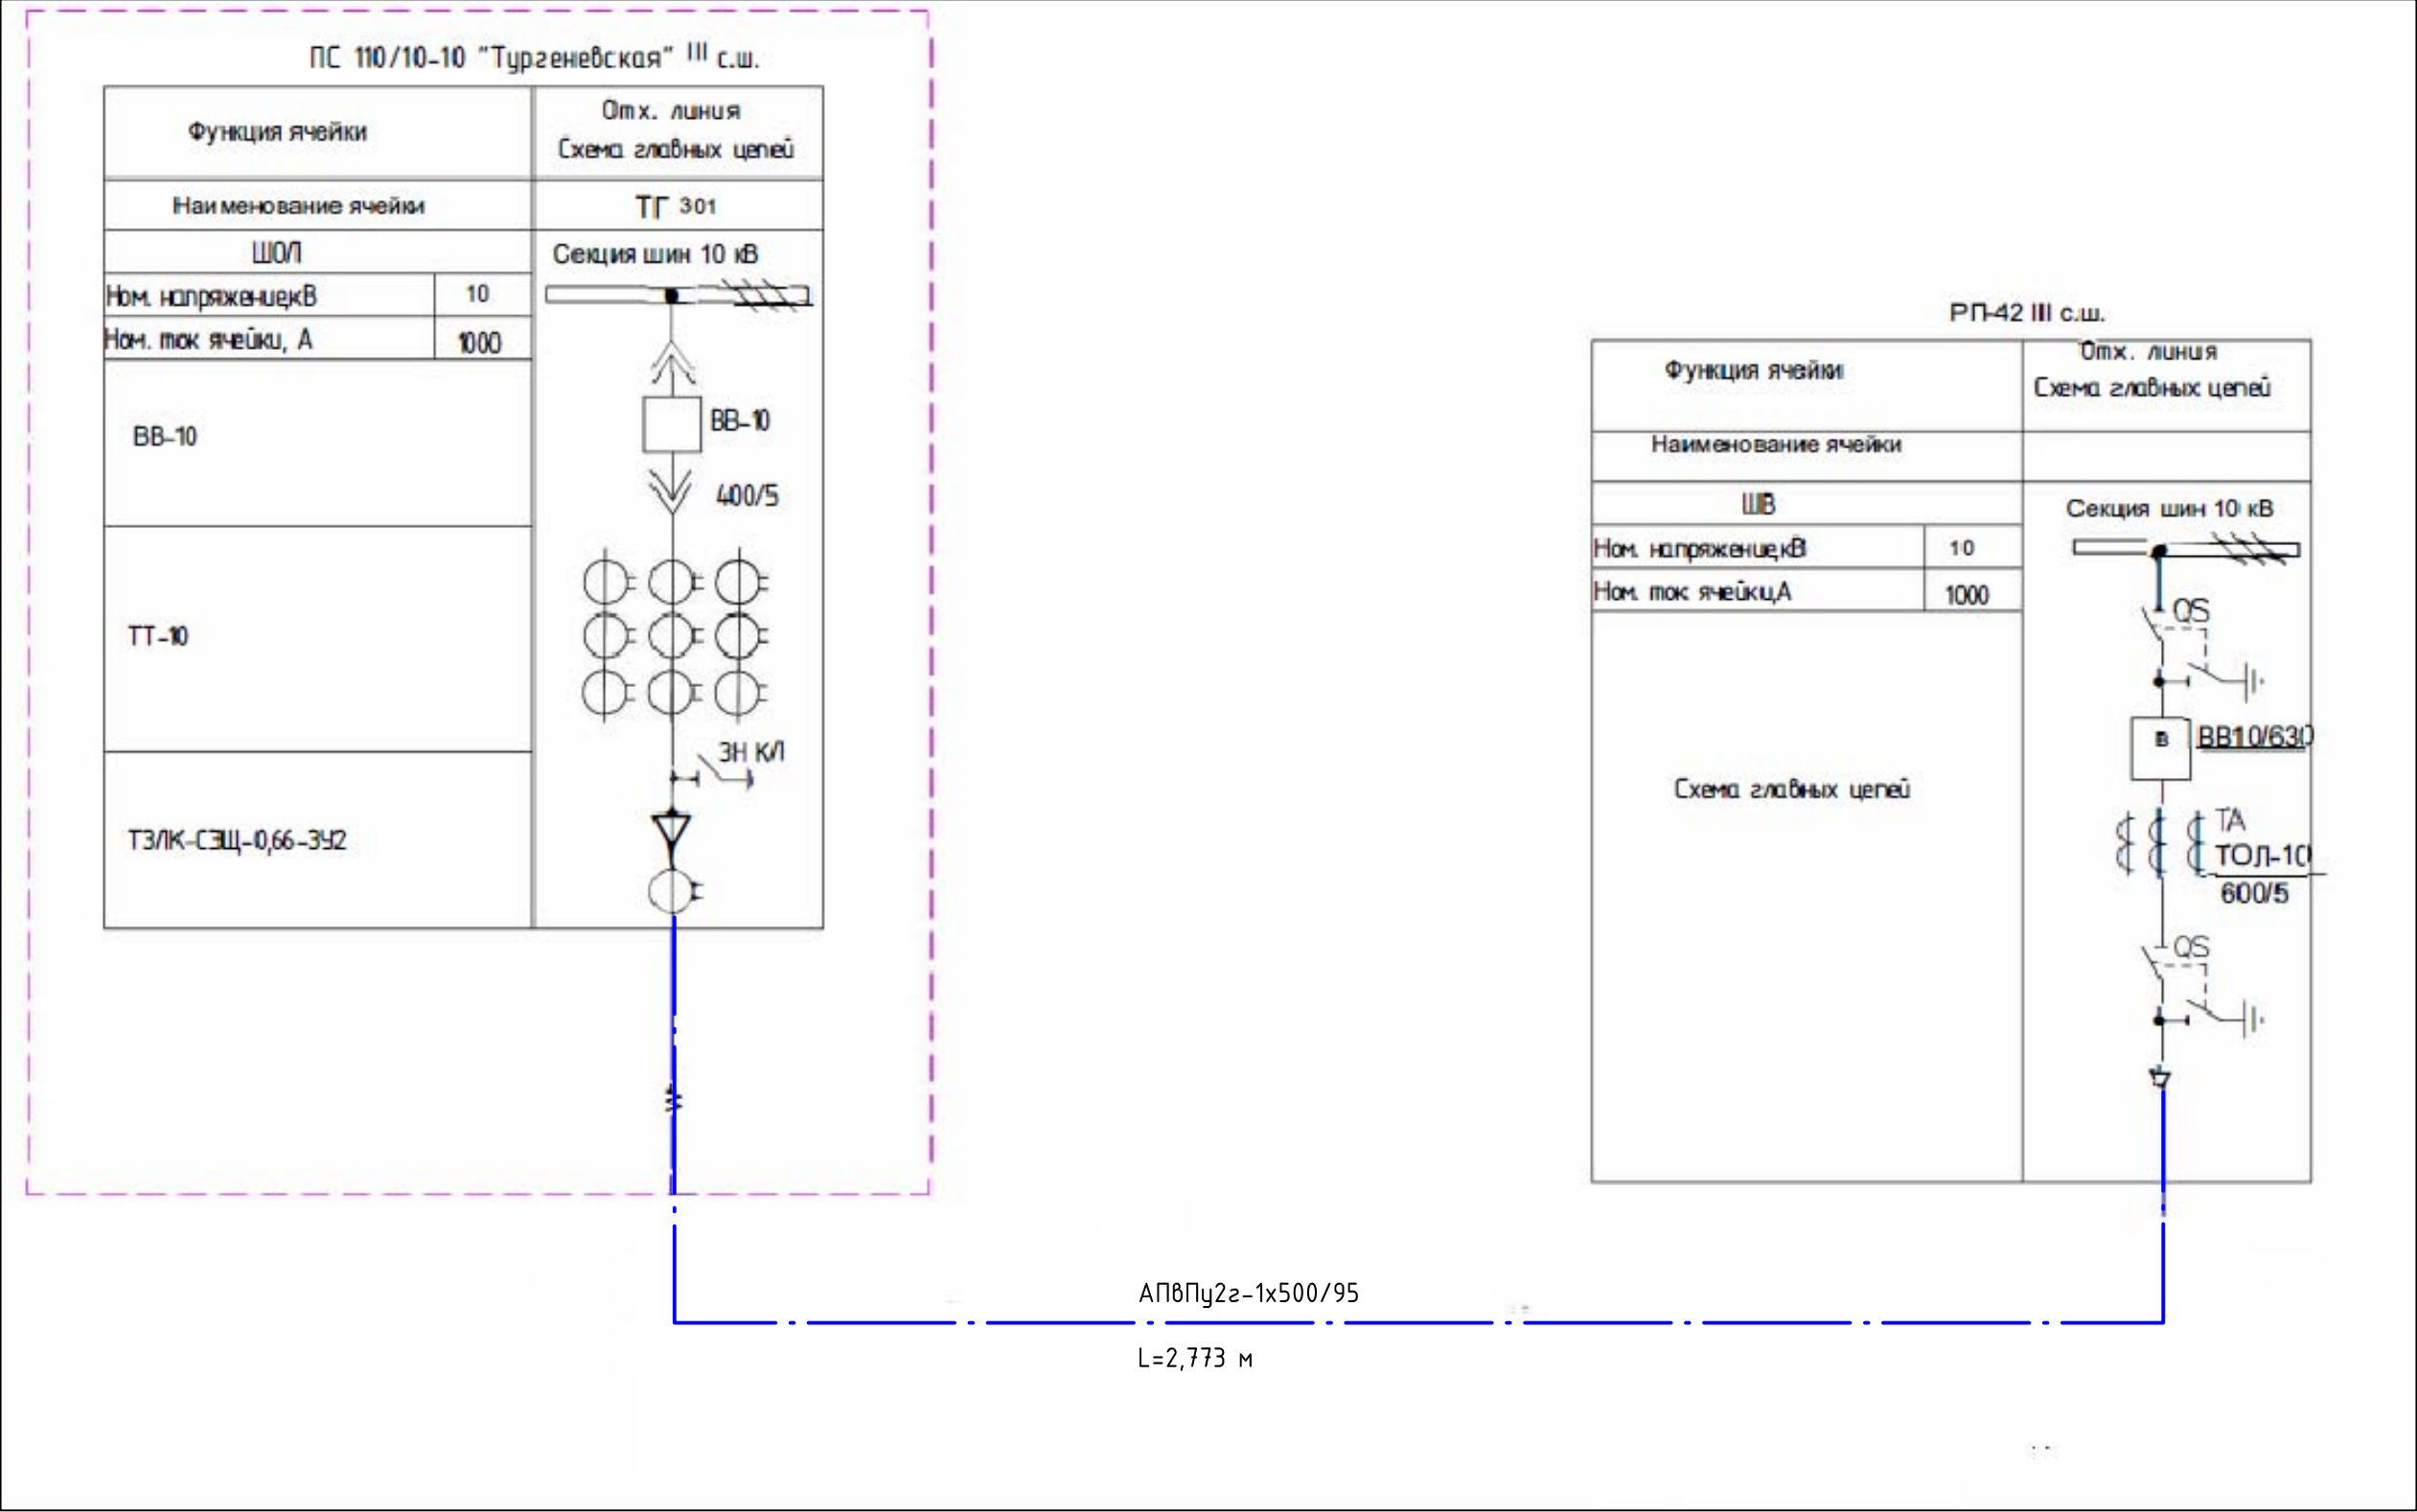 ПС 110/10-10 "Тургеневская" III с.ш.
Функция ячейки
Отх. линия
Схема главных цепей
Наименование ячейки
ТГ 301
ШОЛ
Секция шин 10 кВ
Ном. напряжение,кВ
10
Ном. ток ячейки, А
1000
ВВ-10
ВВ-10
400/5
ТТ-10
ЗН КЛ
ТЗЛК-СЭЩ-0,66-ЗУ2
РП-42 III с.ш.
Функция ячейки
Отх. линия
Схема главных цепей
Наименование ячейки
ШВ
Секция шин 10 кВ
Ном. напряжение,кВ
10
Ном. ток ячейки,А
1000
QS
В
ВВ10/630
Схема главных цепей
ТА
ТОЛ-10
600/5
QS
АПвПу2г-1х500/95
L=2,773 м